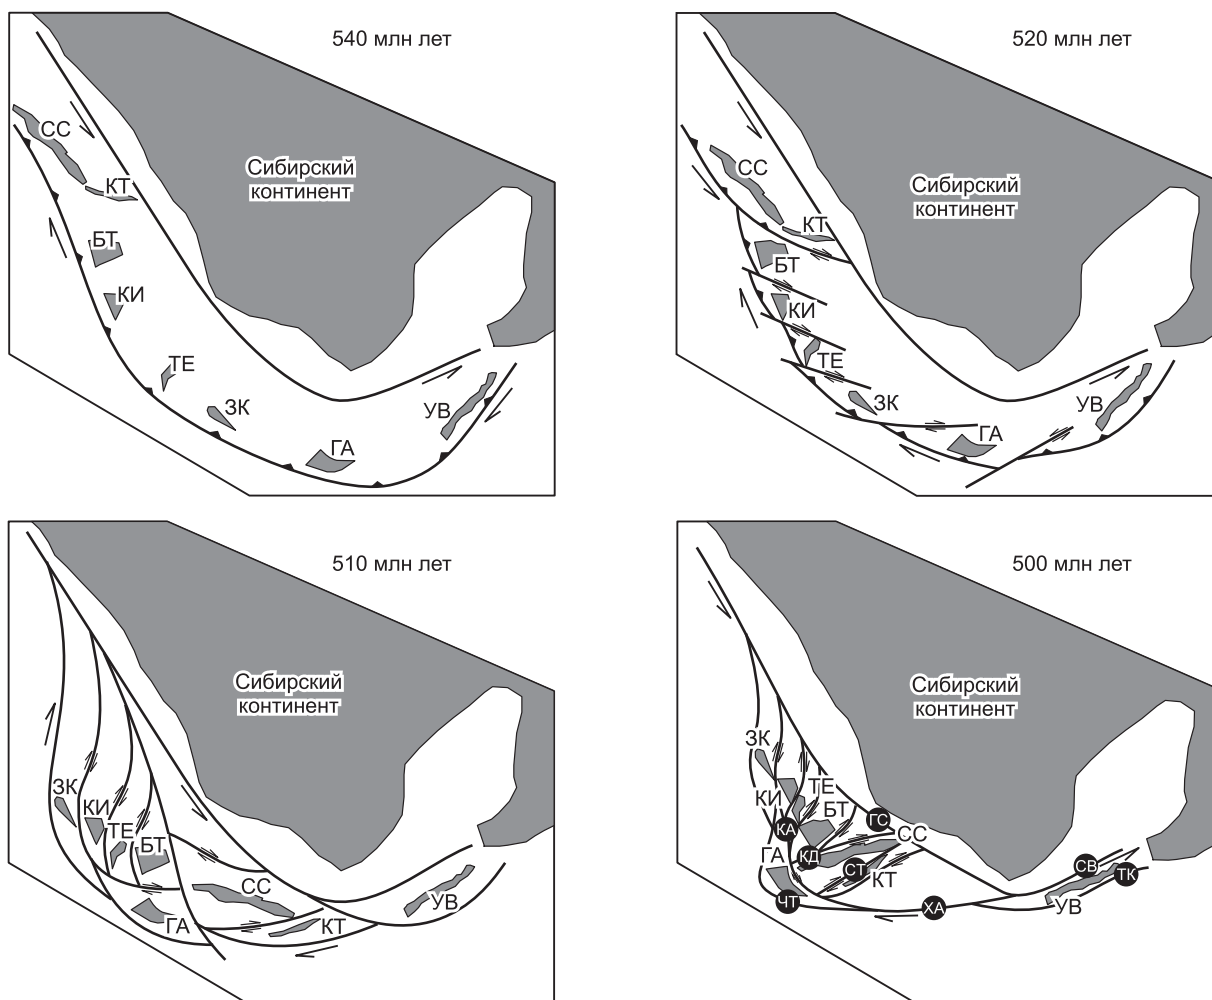 540 млн лет
СС
Сибирский
континент
КТ
БТ
КИ
ТЕ
ЗК
УВ
ГА
520 млн лет
СС
Сибирский
континент
КТ
БТ
КИ
ТЕ
ЗК
УВ
ГА
510 млн лет
Сибирский
континент
ЗК
КИ
ТЕ
БТ
СС
УВ
ГА
КТ
500 млн лет
Сибирский
континент
ЗК
ТЕ
КИ
БТ
ГС
КА
СС
ГА
КД
СТ
КТ
СВ
ТК
ЧТ
ХА
УВ